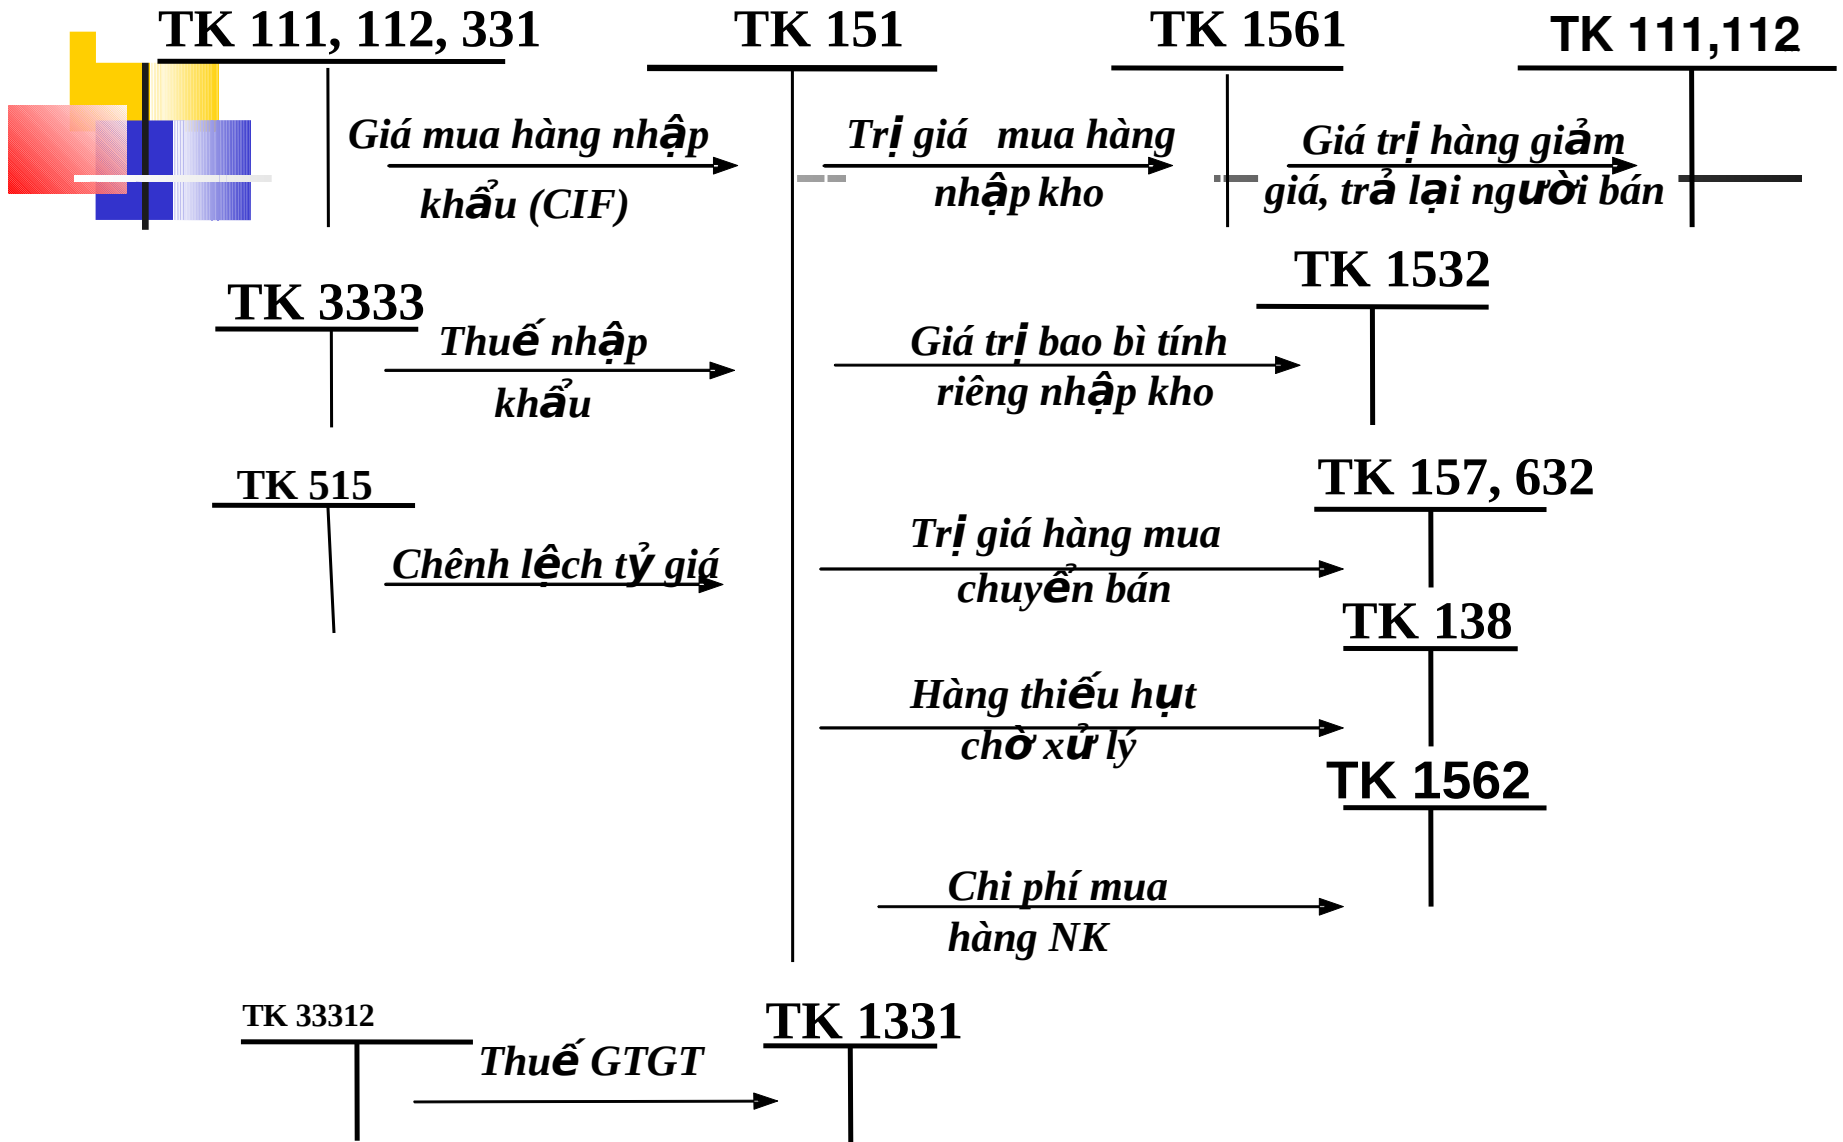 TK 111, 112, 331
TK 151
TK 1561
TK 111,112
Giá mua hàng nhập
khẩu (CIF)
Trị giá mua hàng
nhập kho
Giá trị hàng giảm
giá, trả lại người bán
TK 1532
TK 3333
Thuế nhập
khẩu
Giá trị bao bì tính
riêng nhập kho
TK 515
TK 157, 632
Chênh lệch tỷ giá
Trị giá hàng mua
chuyển bán
TK 138
Hàng thiếu hụt
chờ xử lý
TK 1562
Chi phí mua
hàng NK
TK 33312
TK 1331
Thuế GTGT